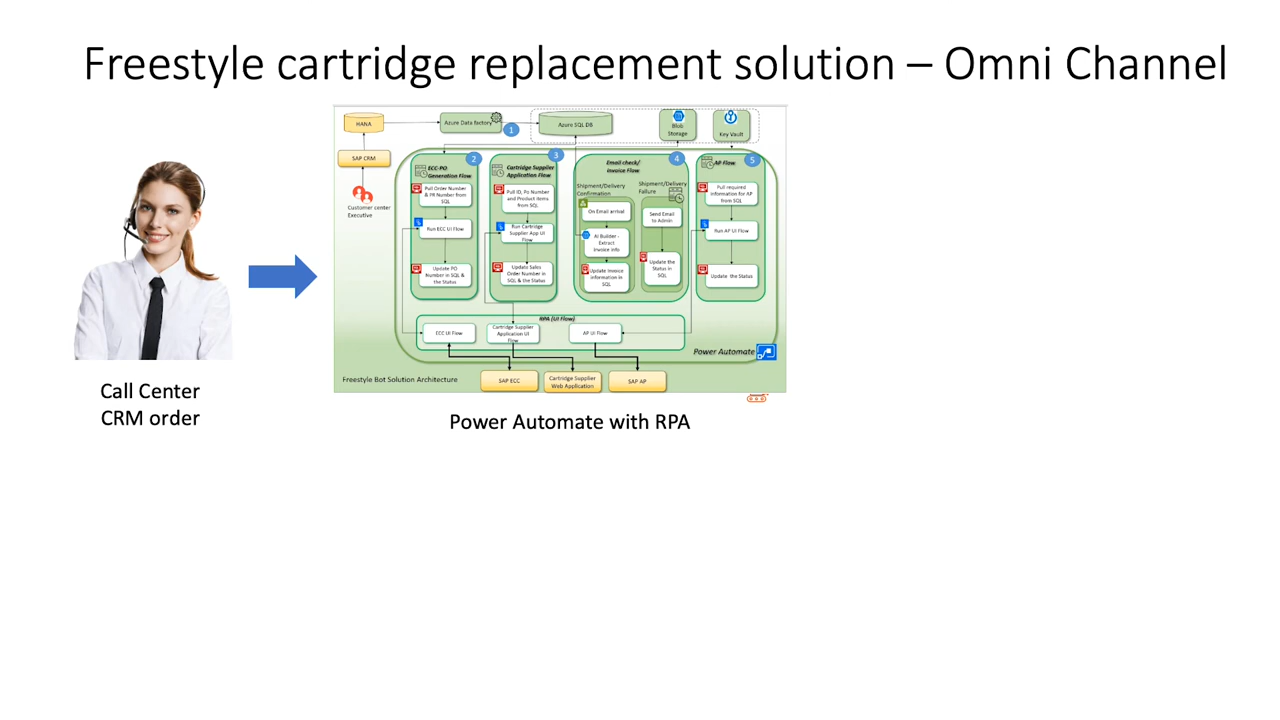 Freestyle cartridge replacement solution – Omni Channel
HANA
Azure Data factory
1
Azure SQL DB
Blob
Storage
Key Vault
SAP CRM
Customer center
Executive
2
ECC-PO
Generation Flow
Pull Order Number
& PR Number from
SQL
Run ECC UI Flow
Update PO
Number in SQL &
the Status
3
Cartridge Supplier
Application Flow
Pull ID, Po Number
and Product items
from SQL
Run Cartridge
Supplier App UI
Flow
Update Sales
Order Number in
SQL & the Status
4
Email check/
Invoice Flow
Shipment/Delivery
Confirmation
On Email arrival
AI Builder -
Extract
Invoice info
Update Invoice
information in
SQL
Shipment/Delivery
Failure
Send Email
to Admin
Update the
Status in
SQL
5
AP Flow
Pull required
information for AP
from SQL
Run AP UI Flow
Update the Status
RPA (UI Flow)
ECC UI Flow
Cartridge Supplier
Application UI
Flow
AP UI Flow
Power Automate
Freestyle Bot Solution Architecture
SAP ECC
Cartridge Supplier
Web Application
SAP AP
Call Center
CRM order
Power Automate with RPA